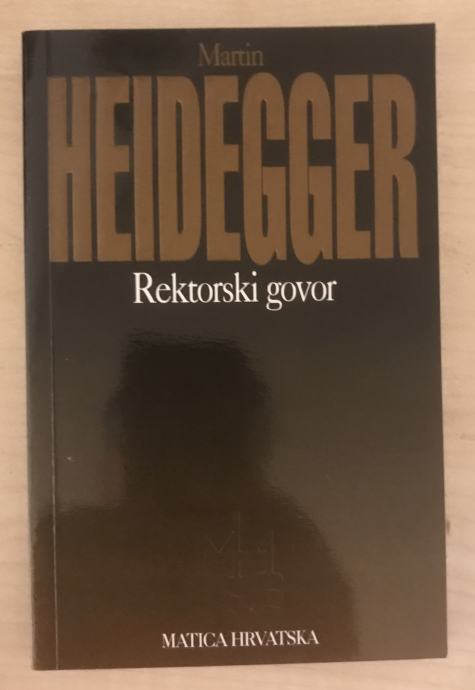 Martin
HEIDEGGER
Rektorski govor
MATICA HRVATSKA